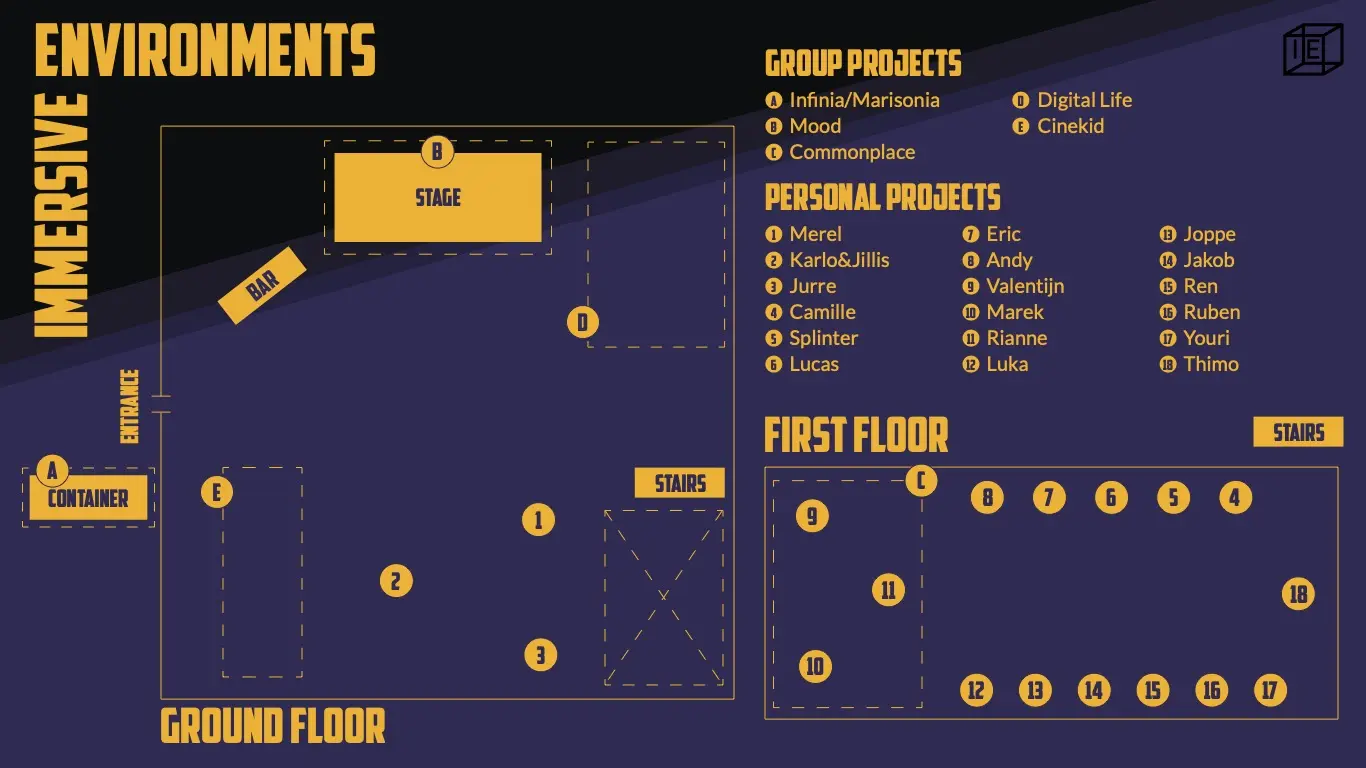 ENVIRONMENTS
IMMERSIVE
ENTRANCE
A
CONTAINER
B
STAGE
BAR
D
E
STAIRS
1
2
3
GROUND FLOOR
IE
GROUP PROJECTS
A Infinia/Marisonia
B Mood
C Commonplace
D Digital Life
E Cinekid
PERSONAL PROJECTS
1 Merel
2 Karlo&Jillis
3 Jurre
4 Camille
5 Splinter
6 Lucas
7 Eric
8 Andy
9 Valentijn
10 Marek
11 Rianne
12 Luka
13 Joppe
14 Jakob
15 Ren
16 Ruben
17 Youri
18 Thimo
FIRST FLOOR
STAIRS
C
9
8 7 6 5 4
11
18
10
12 13 14 15 16 17